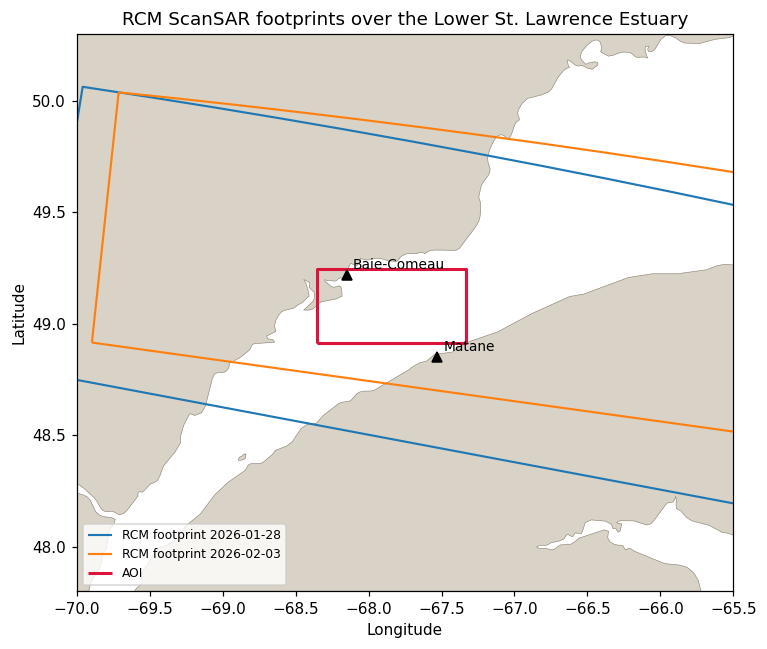 RCM ScanSAR footprints over the Lower St. Lawrence Estuary
50.0
49.5
49.0
48.5
48.0
Latitude
Baie-Comeau
Matane
RCM footprint 2026-01-28
RCM footprint 2026-02-03
AOI
−70.0 −69.5 −69.0 −68.5 −68.0 −67.5 −67.0 −66.5 −66.0 −65.5
Longitude